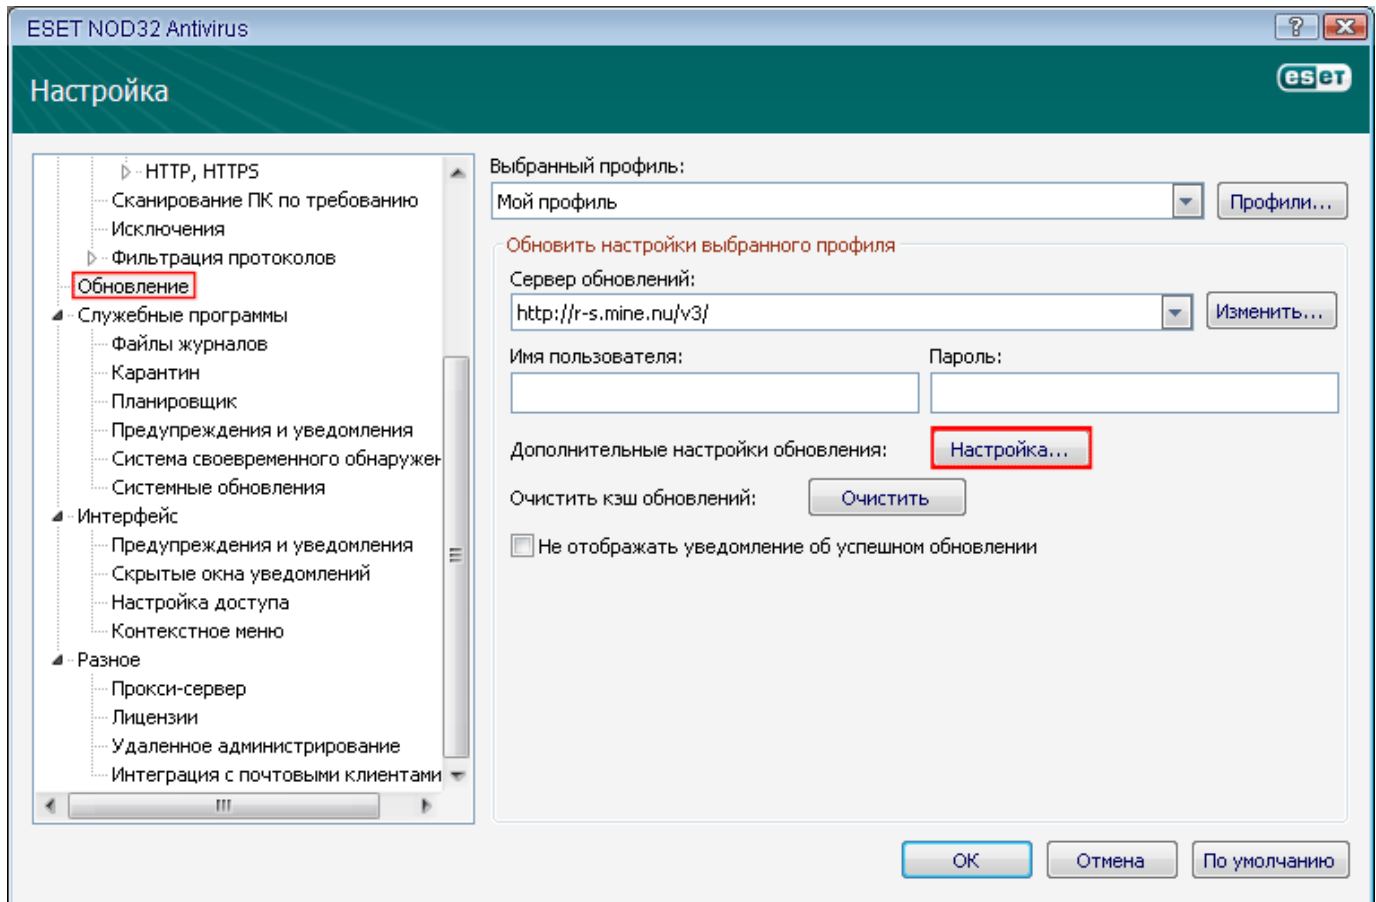 ESET NOD32 Antivirus
Настройка
eset
HTTP, HTTPS
Сканирование ПК по требованию
Исключения
Фильтрация протоколов
Обновление
Служебные программы
Файлы журналов
Карантин
Планировщик
Предупреждения и уведомления
Система своевременного обнаружен
Системные обновления
Интерфейс
Предупреждения и уведомления
Скрытые окна уведомлений
Настройка доступа
Контекстное меню
Разное
Прокси-сервер
Лицензии
Удаленное администрирование
Интеграция с почтовыми клиентами
Выбранный профиль:
Мой профиль
Профили...
Обновить настройки выбранного профиля
Сервер обновлений:
http://r-s.mine.nu/v3/
Изменить...
Имя пользователя:
Пароль:
Дополнительные настройки обновления:
Настройка...
Очистить кэш обновлений:
Очистить
Не отображать уведомление об успешном обновлении
ОК
Отмена
По умолчанию